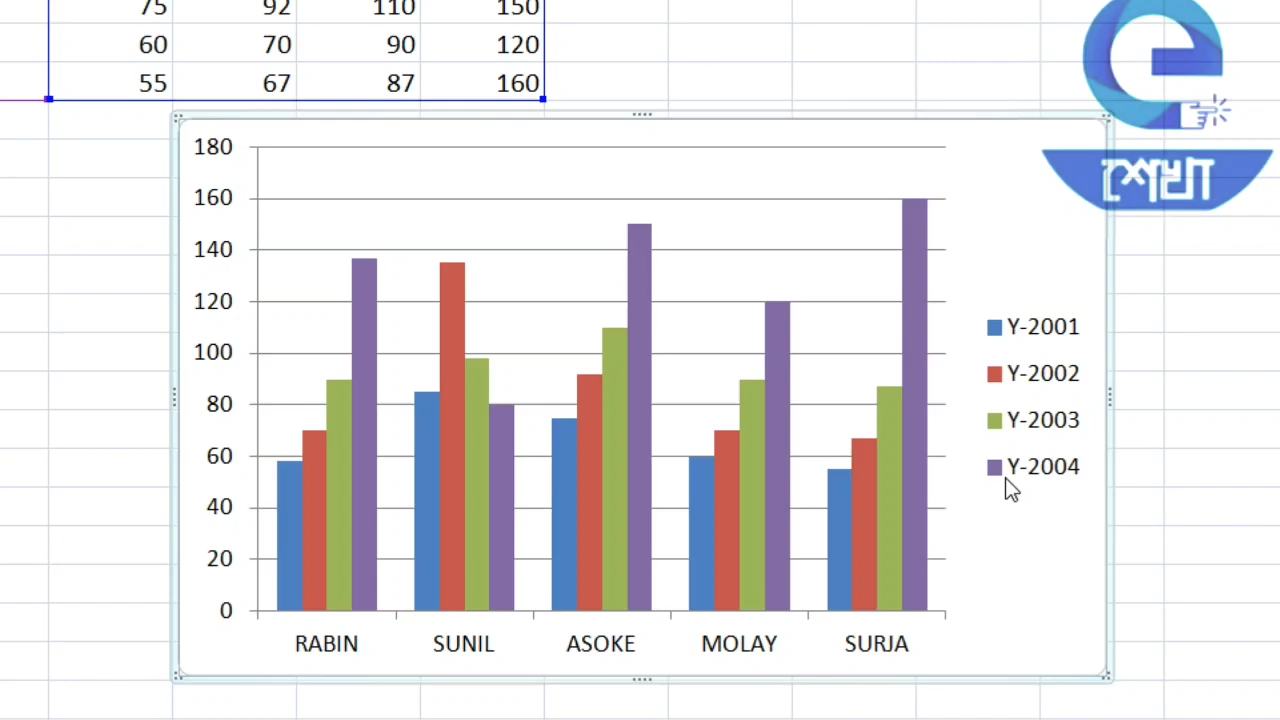 75 92 110 150
60 70 90 120
55 67 87 160
শেখা
180
160
140
120
100
80
60
40
20
0
Y-2001
Y-2002
Y-2003
Y-2004
RABIN SUNIL ASOKE MOLAY SURJA